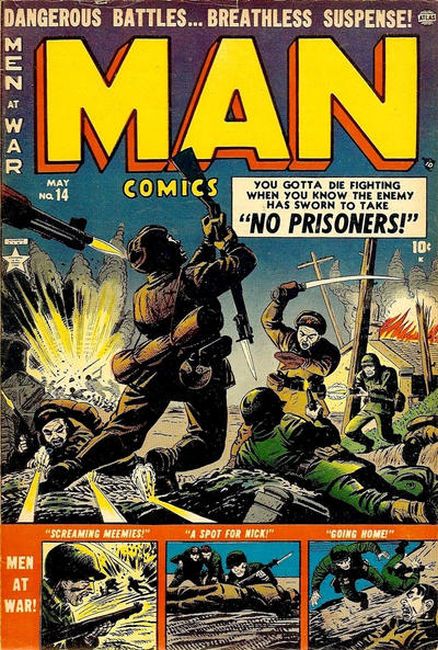 DANGEROUS BATTLES... BREATHLESS SUSPENSE!
ATLAS
MEN AT WAR
MAN
COMICS
MAY
NO. 14
YOU GOTTA DIE FIGHTING
WHEN YOU KNOW THE ENEMY
HAS SWORN TO TAKE
"NO PRISONERS!"
10¢
K
MEN
AT
WAR!
"SCREAMING MEEMIES!"
"A SPOT FOR NICK!"
"GOING HOME!"